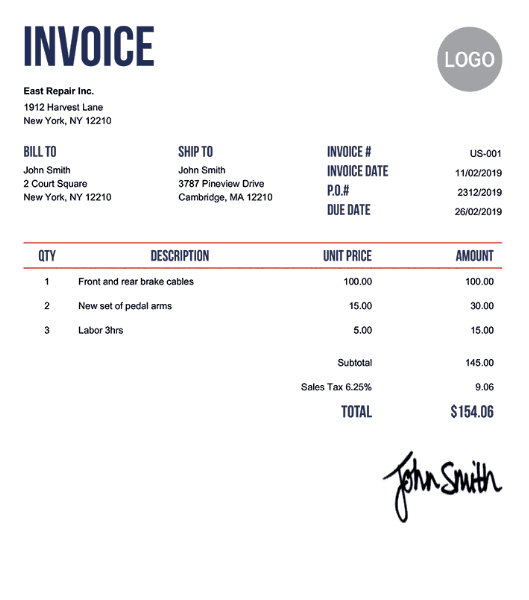 INVOICE
LOGO
East Repair Inc.
1912 Harvest Lane
New York, NY 12210
BILL TO
John Smith
2 Court Square
New York, NY 12210
SHIP TO
John Smith
3787 Pineview Drive
Cambridge, MA 12210
INVOICE # US-001
INVOICE DATE 11/02/2019
P.O.# 2312/2019
DUE DATE 26/02/2019
QTY DESCRIPTION UNIT PRICE AMOUNT
1 Front and rear brake cables 100.00 100.00
2 New set of pedal arms 15.00 30.00
3 Labor 3hrs 5.00 15.00
Subtotal 145.00
Sales Tax 6.25% 9.06
TOTAL $154.06
John Smith